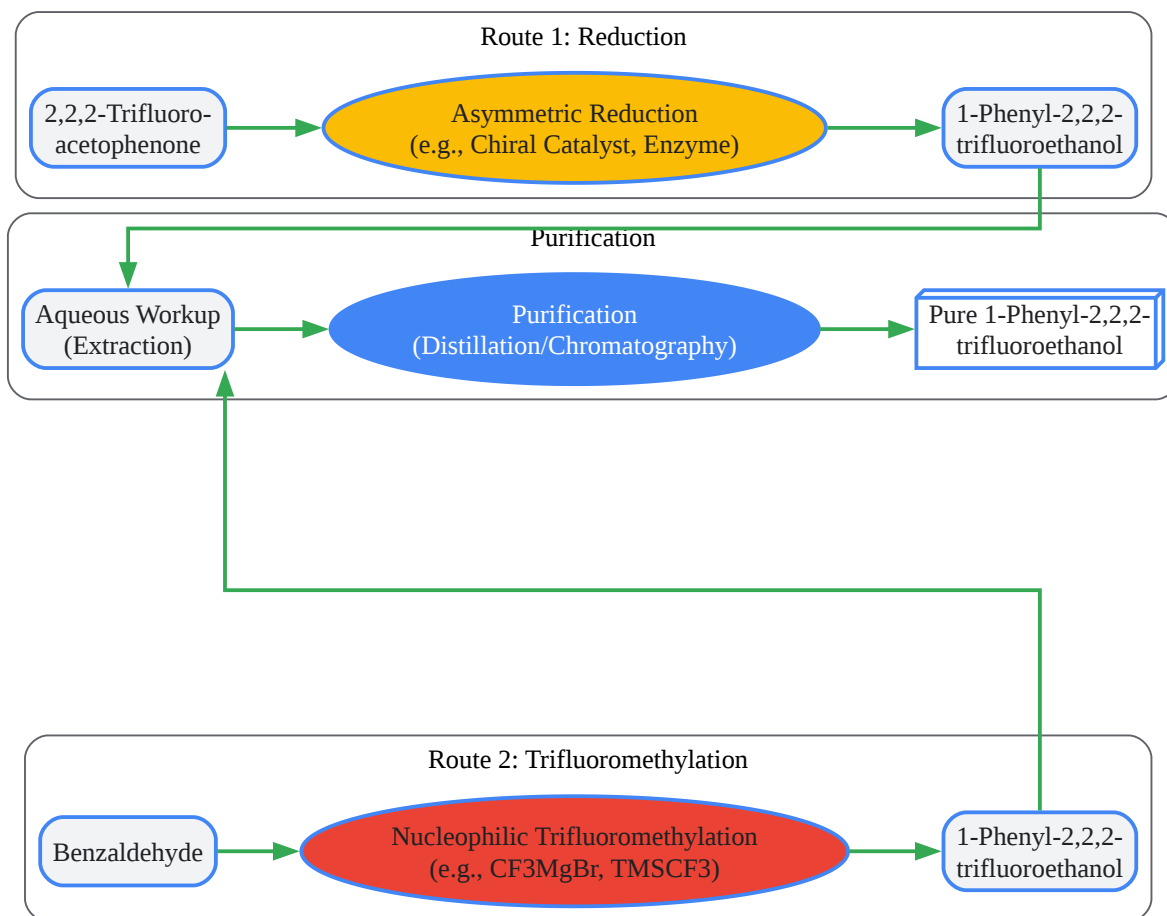 Route 1: Reduction
2,2,2-Trifluoro-
acetophenone
Asymmetric Reduction
(e.g., Chiral Catalyst, Enzyme)
1-Phenyl-2,2,2-
trifluoroethanol
Purification
Aqueous Workup
(Extraction)
Purification
(Distillation/Chromatography)
Pure 1-Phenyl-2,2,2-
trifluoroethanol
Route 2: Trifluoromethylation
Benzaldehyde
Nucleophilic Trifluoromethylation
(e.g., CF3MgBr, TMSCF3)
1-Phenyl-2,2,2-
trifluoroethanol